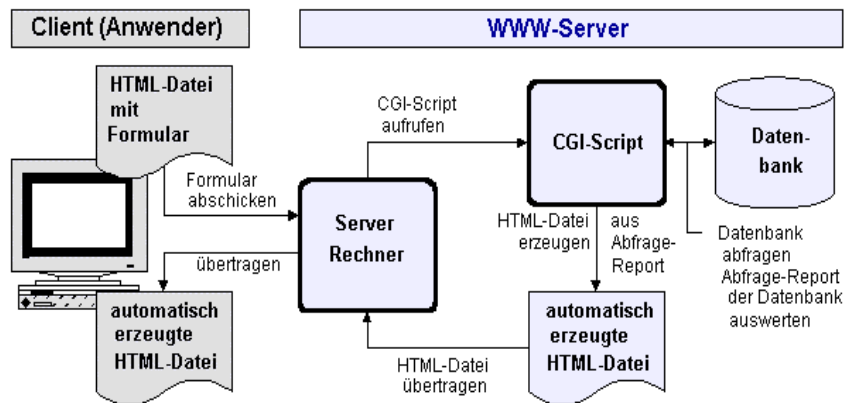 Client (Anwender)
WWW-Server
HTML-Datei
mit
Formular
CGI-Script
aufrufen
CGI-Script
Daten-
bank
Formular
abschicken
Server
Rechner
HTML-Datei
erzeugen
aus
Abfrage-
Report
Datenbank
abfragen
Abfrage-Report
der Datenbank
auswerten
übertragen
automatisch
erzeugte
HTML-Datei
HTML-Datei
übertragen
automatisch
erzeugte
HTML-Datei